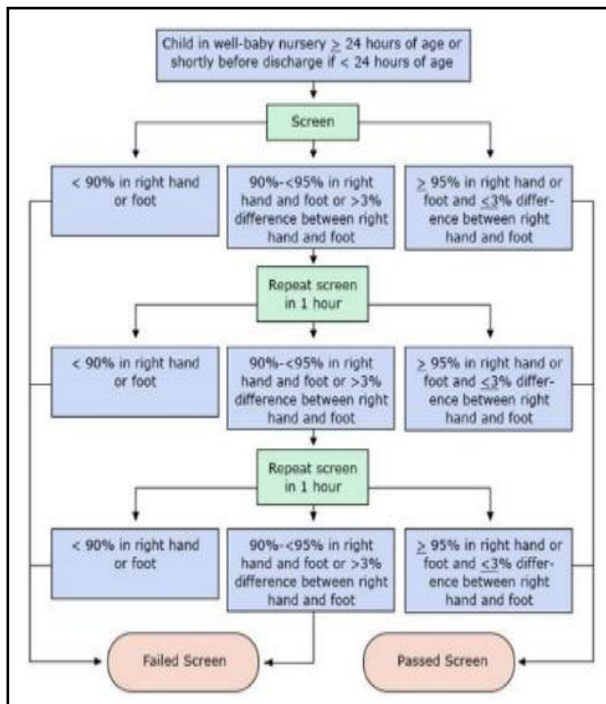 Child in well-baby nursery ≥ 24 hours of age or
shortly before discharge if < 24 hours of age
Screen
< 90% in right hand
or foot
90%-<95% in right
hand and foot or >3%
difference between right
hand and foot
≥ 95% in right hand or
foot and ≤3% differ-
ence between right
hand and foot
Repeat screen
in 1 hour
< 90% in right hand
or foot
90%-<95% in right
hand and foot or >3%
difference between right
hand and foot
≥ 95% in right hand or
foot and ≤3% differ-
ence between right
hand and foot
Repeat screen
in 1 hour
< 90% in right hand
or foot
90%-<95% in right
hand and foot or >3%
difference between right
hand and foot
≥ 95% in right hand or
foot and ≤3% differ-
ence between right
hand and foot
Failed Screen
Passed Screen